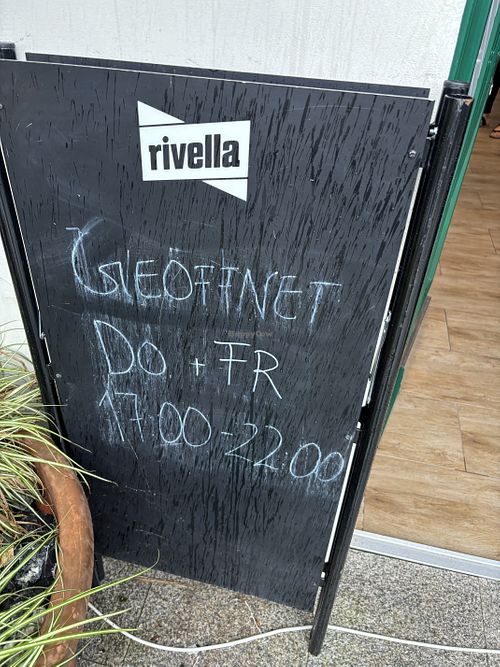 rivella
GEÖFFNET
DO + FR
17:00 - 22:00